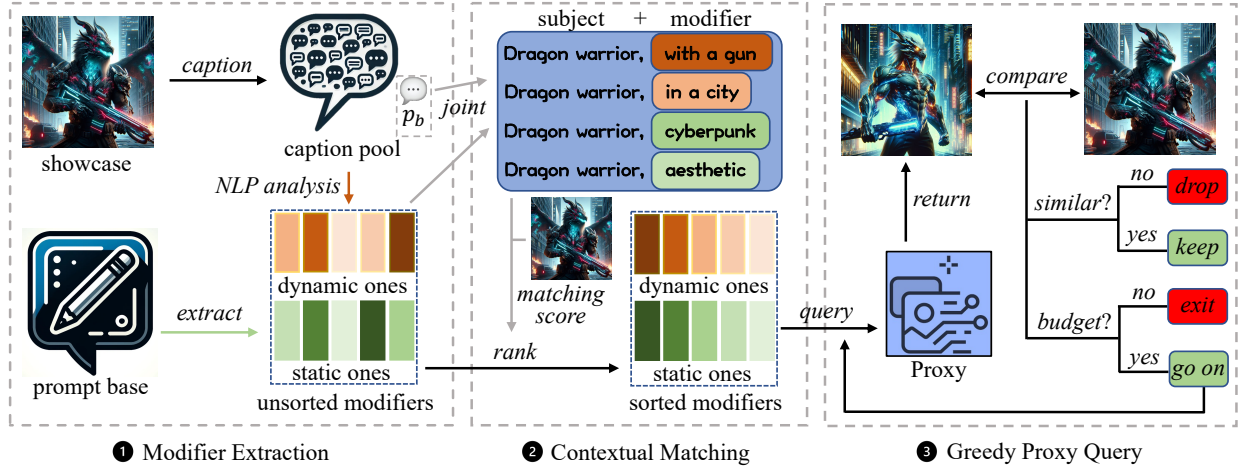 caption
showcase
p_b
caption pool
NLP analysis
dynamic ones
prompt base
extract
static ones
unsorted modifiers
❶ Modifier Extraction
subject + modifier
Dragon warrior, with a gun
Dragon warrior, in a city
Dragon warrior, cyberpunk
Dragon warrior, aesthetic
joint
matching
score
dynamic ones
rank
static ones
sorted modifiers
❷ Contextual Matching
compare
return
similar?
no
drop
yes
keep
query
Proxy
budget?
no
exit
yes
go on
❸ Greedy Proxy Query